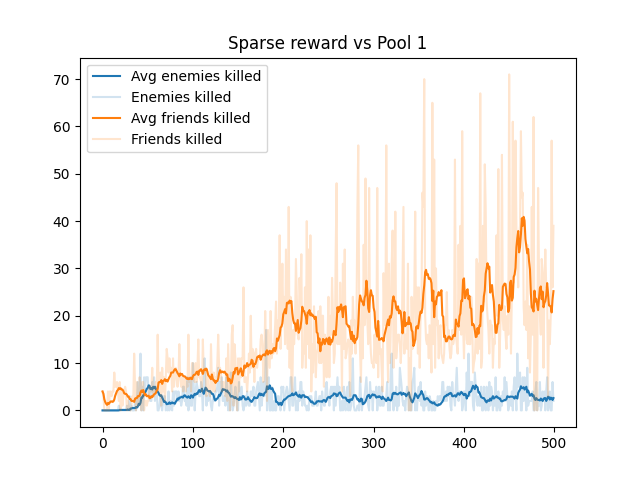 Sparse reward vs Pool 1
Avg enemies killed
Enemies killed
Avg friends killed
Friends killed
70
60
50
40
30
20
10
0
0 100 200 300 400 500